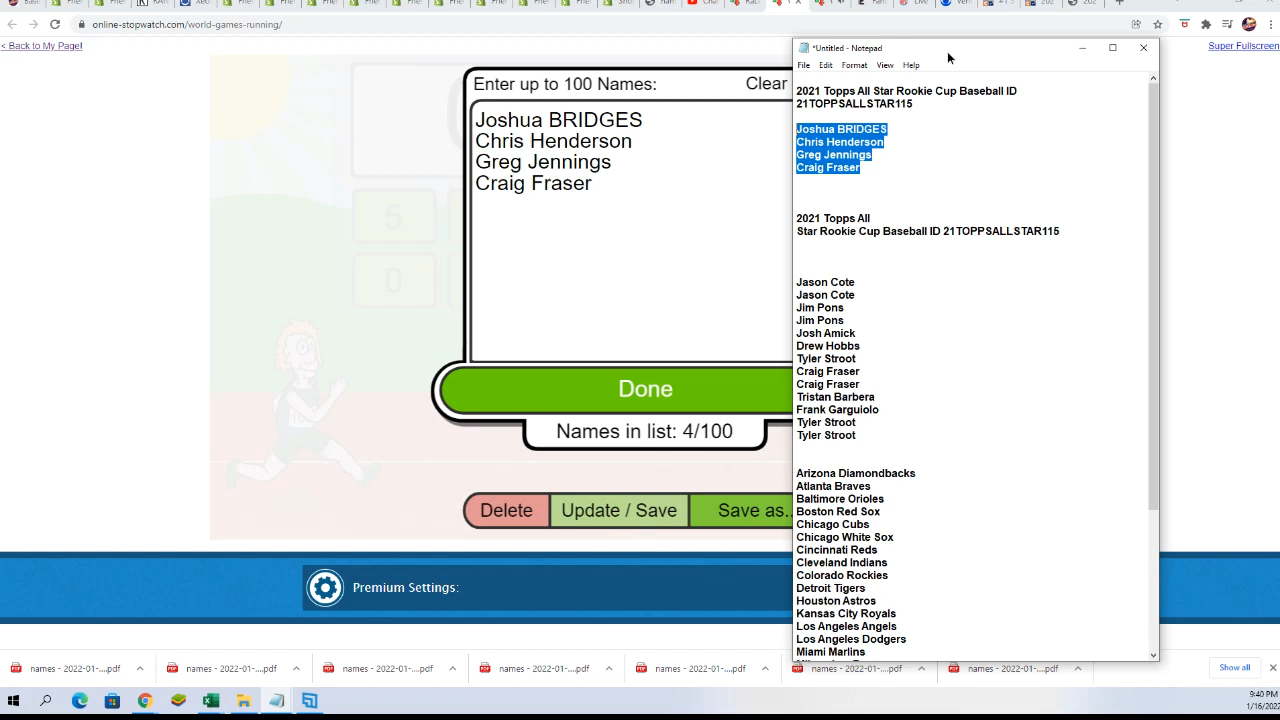 online-stopwatch.com/world-games-running/
< Back to My Page!
Super Fullscreen
Enter up to 100 Names:
Clear
Joshua BRIDGES
Chris Henderson
Greg Jennings
Craig Fraser
Done
Names in list: 4/100
Delete
Update / Save
Save as..
5
0
Premium Settings:
*Untitled - Notepad
File Edit Format View Help
2021 Topps All Star Rookie Cup Baseball ID
21TOPPSALLSTAR115
Joshua BRIDGES
Chris Henderson
Greg Jennings
Craig Fraser
2021 Topps All
Star Rookie Cup Baseball ID 21TOPPSALLSTAR115
Jason Cote
Jason Cote
Jim Pons
Jim Pons
Josh Amick
Drew Hobbs
Tyler Stroot
Craig Fraser
Craig Fraser
Tristan Barbera
Frank Garguiolo
Tyler Stroot
Tyler Stroot
Arizona Diamondbacks
Atlanta Braves
Baltimore Orioles
Boston Red Sox
Chicago Cubs
Chicago White Sox
Cincinnati Reds
Cleveland Indians
Colorado Rockies
Detroit Tigers
Houston Astros
Kansas City Royals
Los Angeles Angels
Los Angeles Dodgers
Miami Marlins
names - 2022-01-....pdf
names - 2022-01-....pdf
names - 2022-01-....pdf
names - 2022-01-....pdf
names - 2022-01-....pdf
names - 2022-01-....pdf
names - 2022-01-....pdf
Show all
9:40 PM
1/16/2022